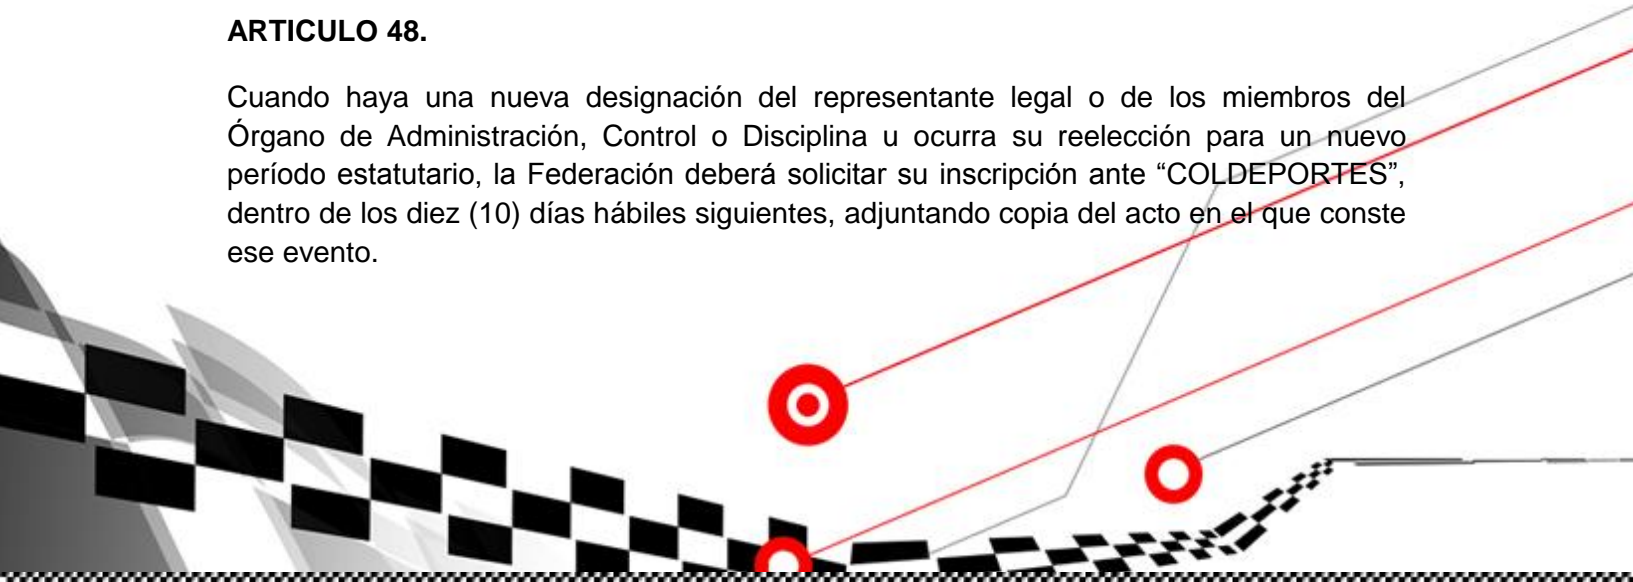 ARTICULO 48.
Cuando haya una nueva designación del representante legal o de los miembros del
Órgano de Administración, Control o Disciplina u ocurra su reelección para un nuevo
período estatutario, la Federación deberá solicitar su inscripción ante “COLDEPORTES”,
dentro de los diez (10) días hábiles siguientes, adjuntando copia del acto en el que conste
ese evento.